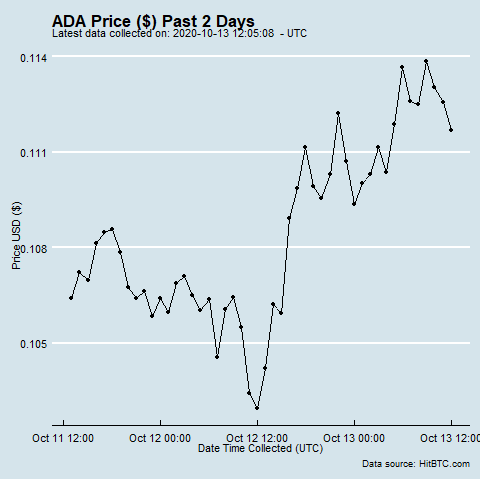 ADA Price ($) Past 2 Days
Latest data collected on: 2020-10-13 12:05:08 - UTC
0.114
0.111
0.108
0.105
Price USD ($)
Oct 11 12:00 Oct 12 00:00 Oct 12 12:00 Oct 13 00:00 Oct 13 12:00
Date Time Collected (UTC)
Data source: HitBTC.com